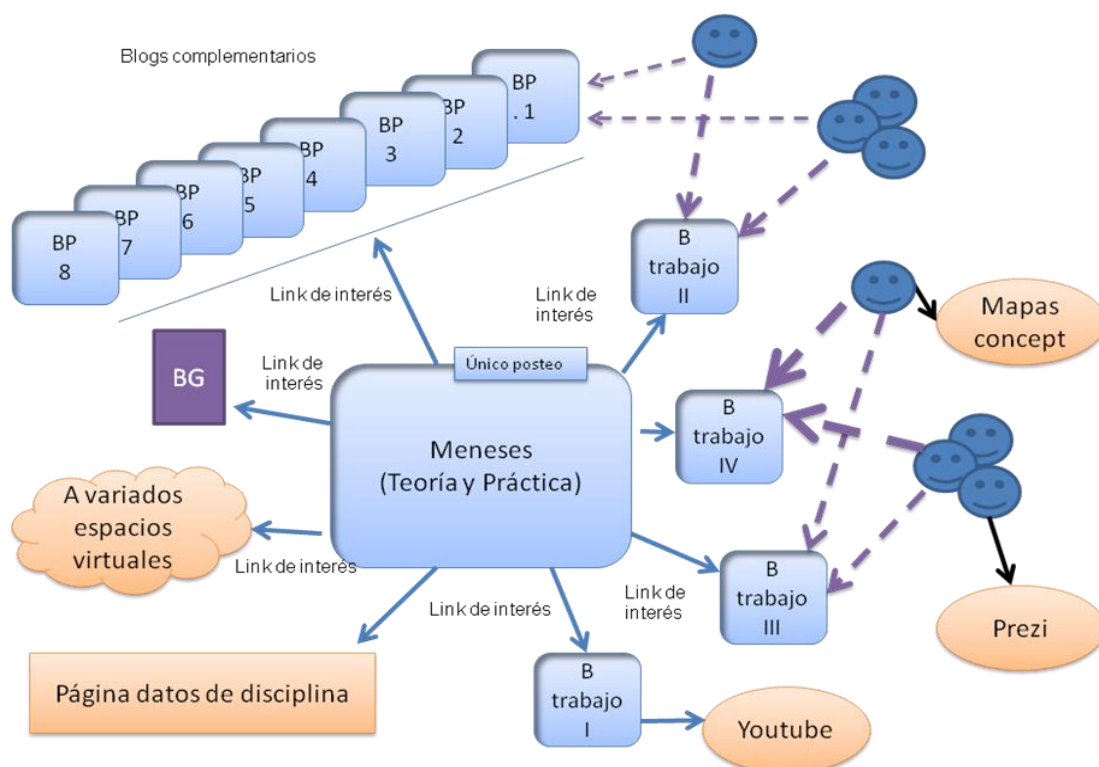 Blogs complementarios
BP
. 1
BP
2
BP
3
BP
4
BP
5
BP
6
BP
7
BP
8
B
trabajo
II
Link de interés
Link de
interés
Mapas
concept
BG
Link de
interés
Único posteo
Meneses
(Teoría y Práctica)
B
trabajo
IV
A variados
espacios
virtuales
Link de interés
Link de interés
Link de
interés
B
trabajo
III
Prezi
Página datos de disciplina
B
trabajo
I
Youtube